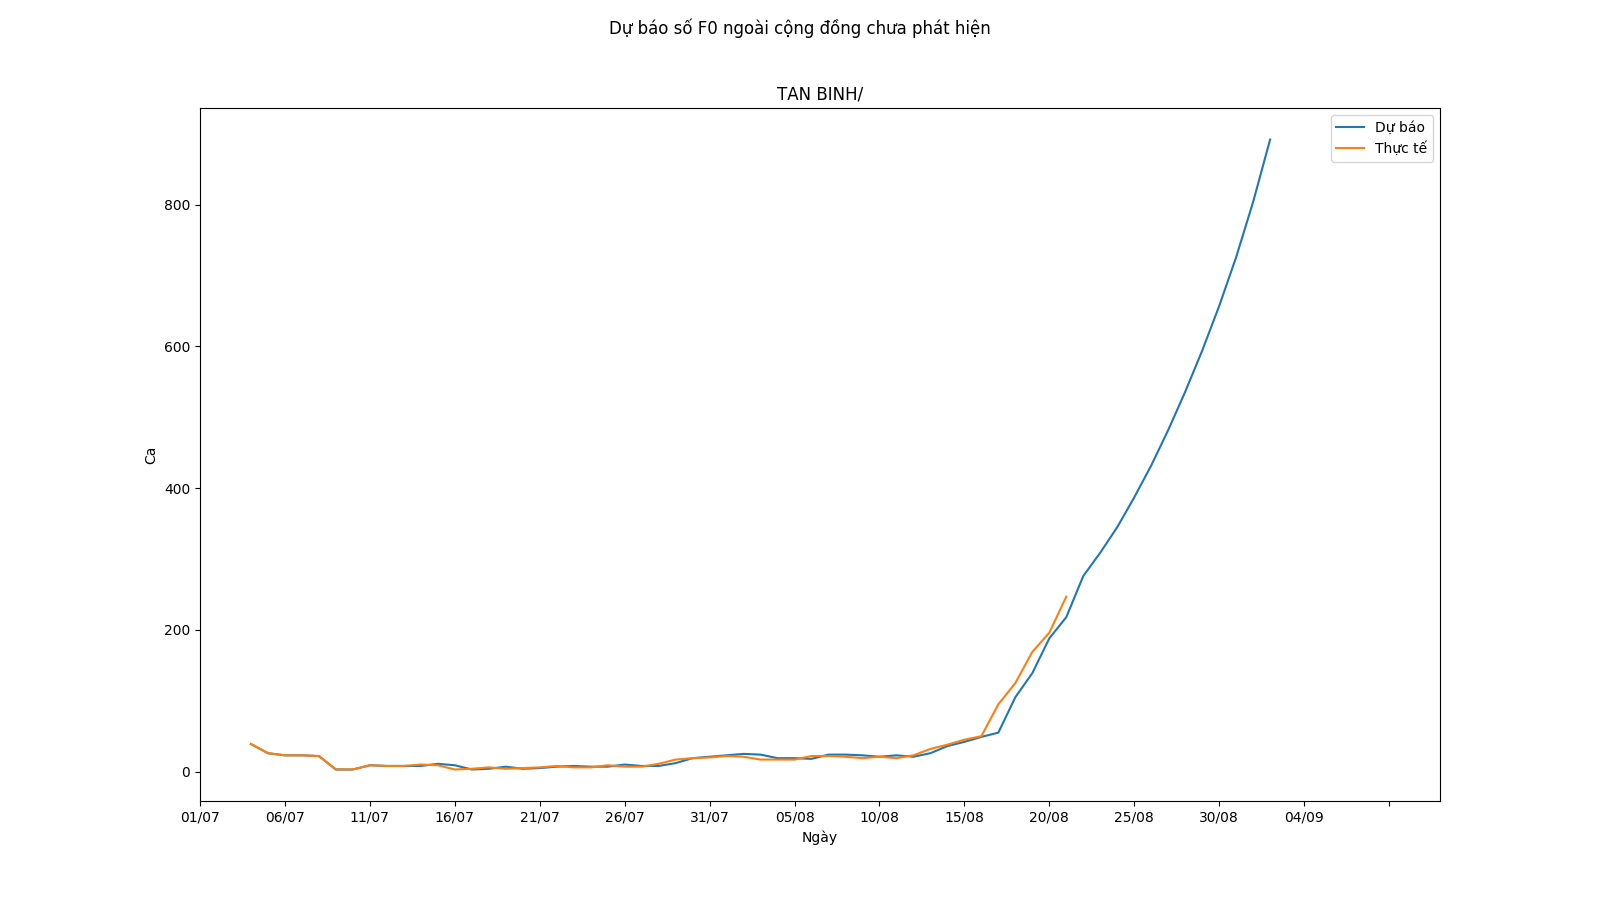 Dự báo số F0 ngoài cộng đồng chưa phát hiện
TAN BINH/
Dự báo
Thực tế
800
600
400
200
0
Ca
01/07 06/07 11/07 16/07 21/07 26/07 31/07 05/08 10/08 15/08 20/08 25/08 30/08 04/09
Ngày